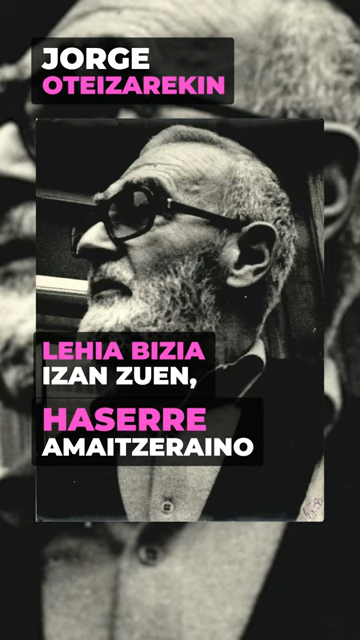 JORGE
OTEIZAREKIN
LEHIA BIZIA
IZAN ZUEN,
HASERRE
AMAITZERAINO